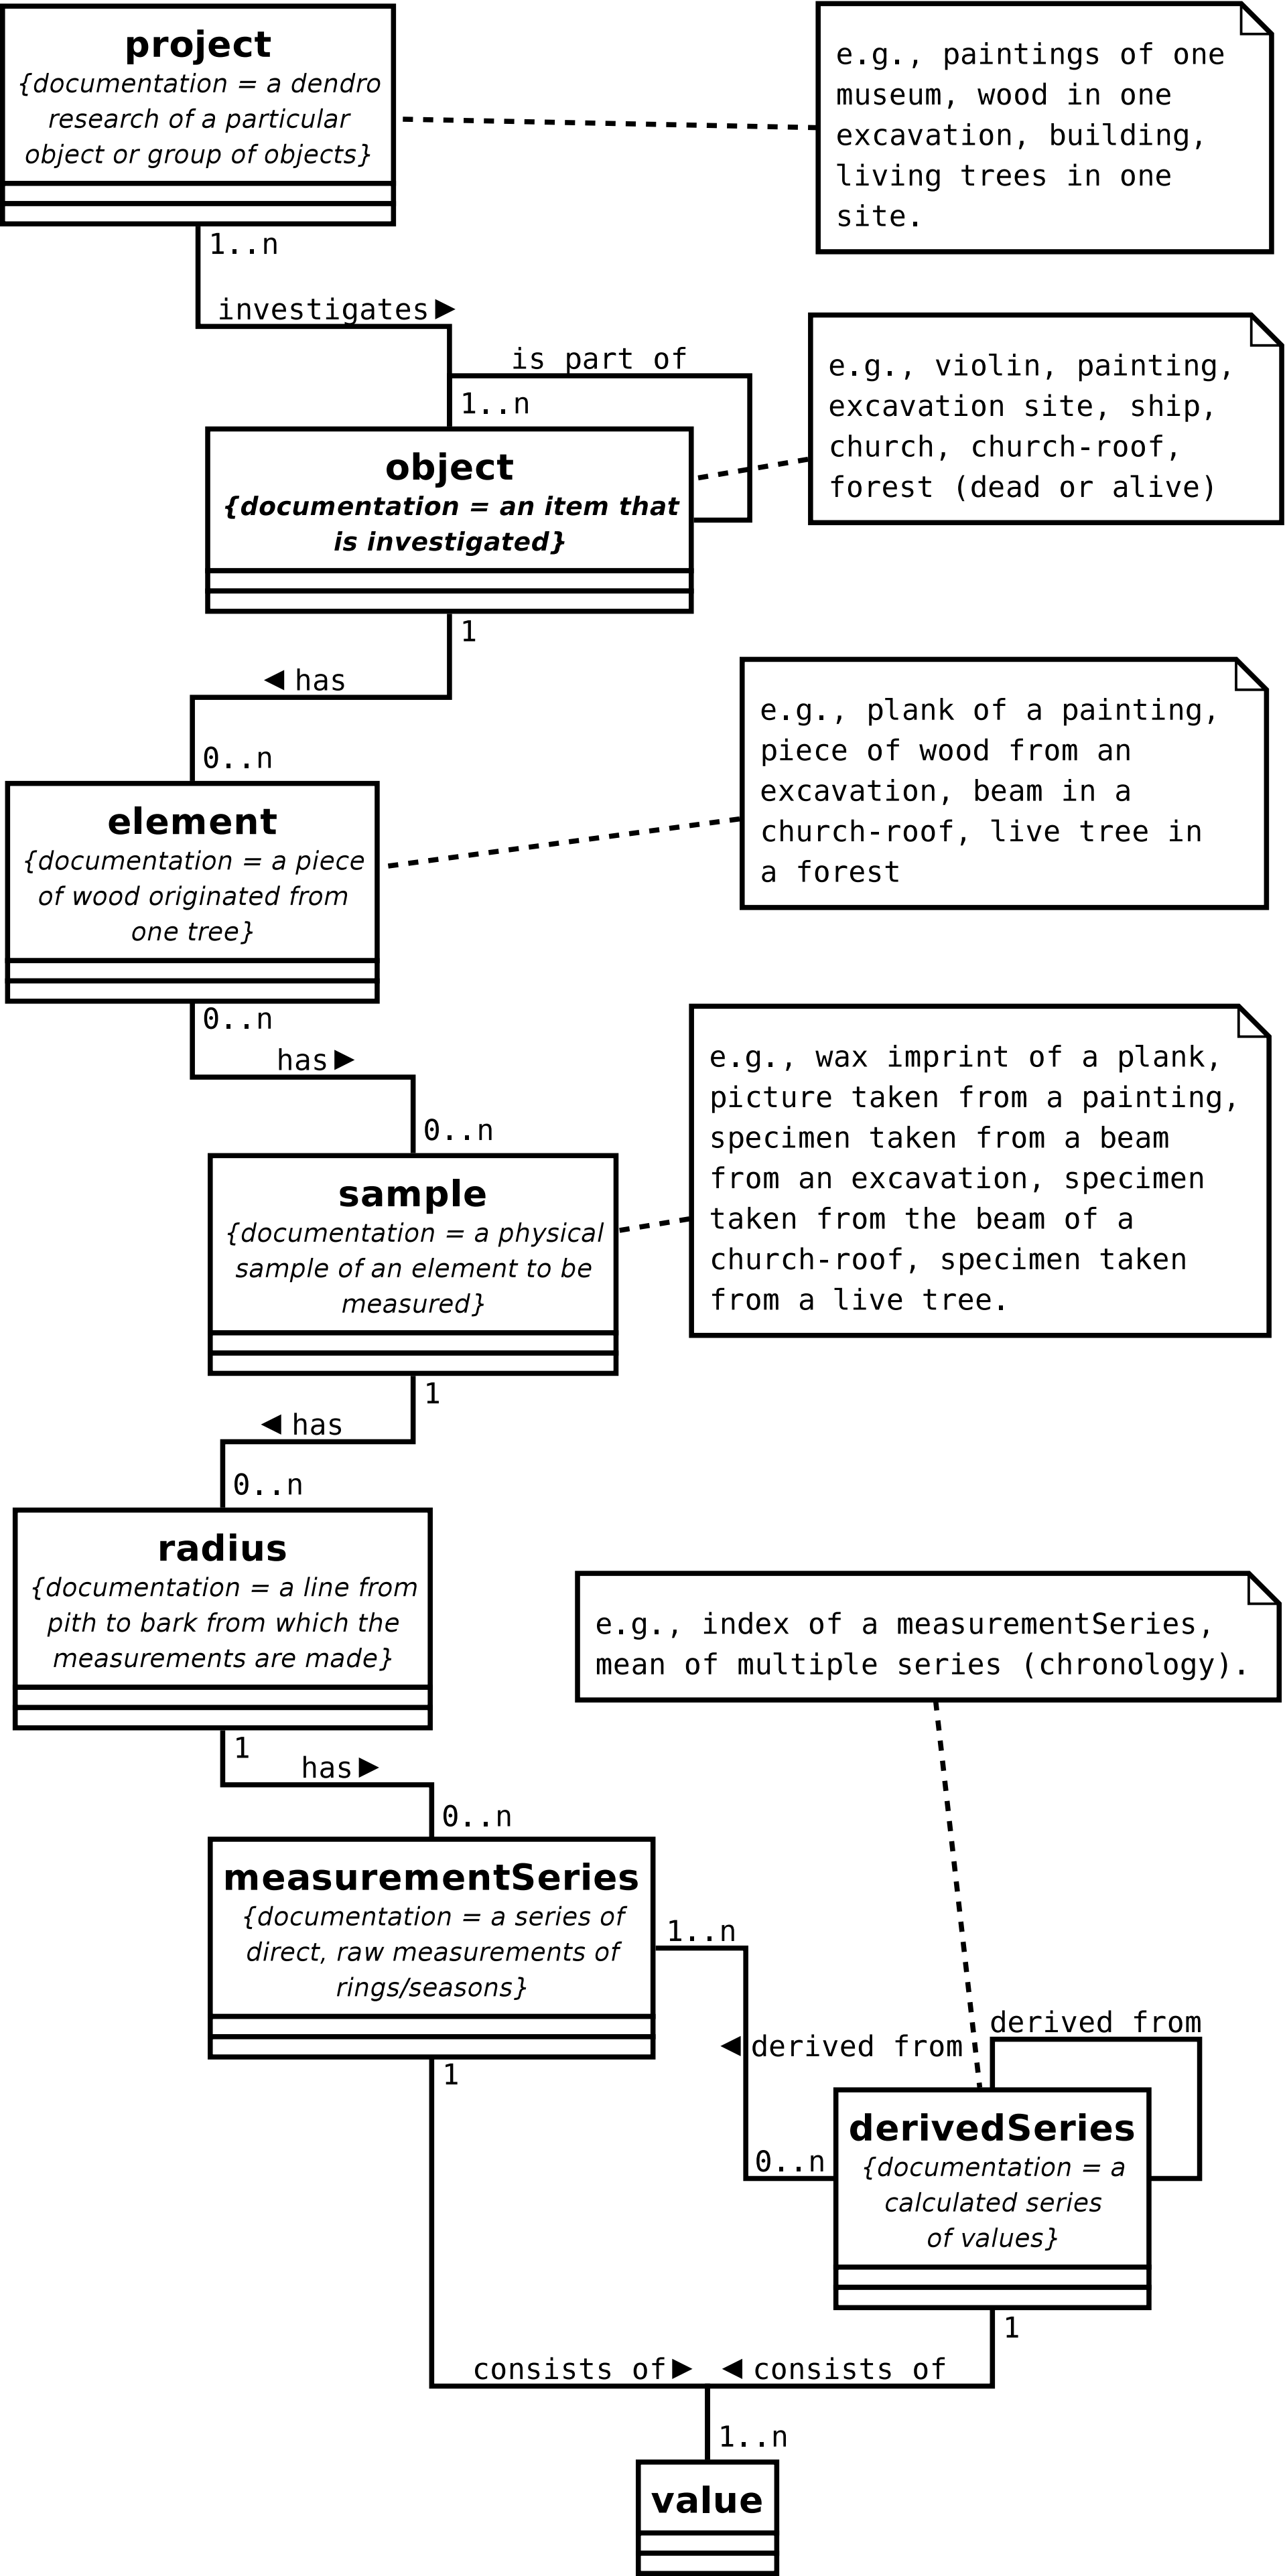 project
{documentation = a dendro
research of a particular
object or group of objects}
e.g., paintings of one
museum, wood in one
excavation, building,
living trees in one
site.
1..n
investigates
is part of
1..n
object
{documentation = an item that
is investigated}
e.g., violin, painting,
excavation site, ship,
church, church-roof,
forest (dead or alive)
1
has
0..n
element
{documentation = a piece
of wood originated from
one tree}
e.g., plank of a painting,
piece of wood from an
excavation, beam in a
church-roof, live tree in
a forest
0..n
has
0..n
sample
{documentation = a physical
sample of an element to be
measured}
e.g., wax imprint of a plank,
picture taken from a painting,
specimen taken from a beam
from an excavation, specimen
taken from the beam of a
church-roof, specimen taken
from a live tree.
1
has
0..n
radius
{documentation = a line from
pith to bark from which the
measurements are made}
e.g., index of a measurementSeries,
mean of multiple series (chronology).
1
has
0..n
measurementSeries
{documentation = a series of
direct, raw measurements of
rings/seasons}
1..n
derived from
derived from
0..n
derivedSeries
{documentation = a
calculated series
of values}
1
1
consists of
consists of
1..n
value